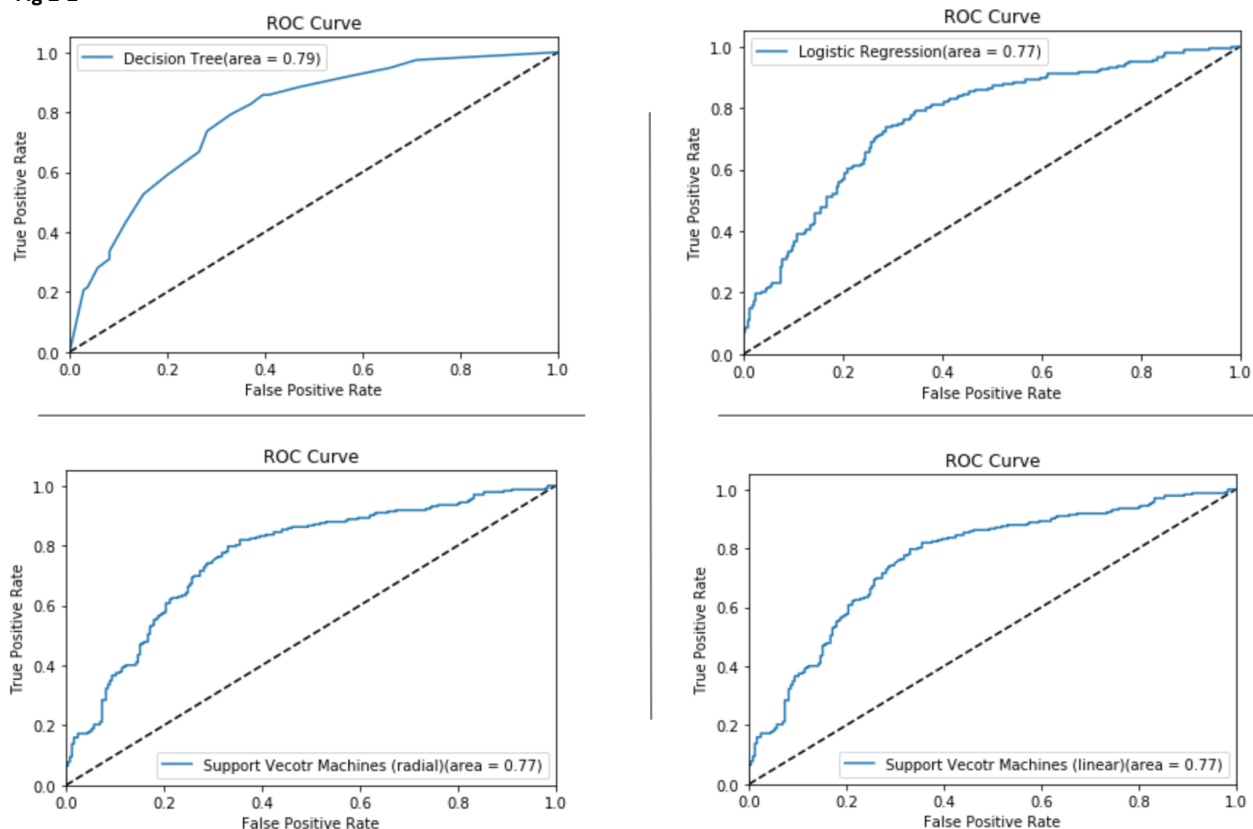 ROC Curve
Decision Tree(area = 0.79)
True Positive Rate
1.0
0.8
0.6
0.4
0.2
0.0
0.0 0.2 0.4 0.6 0.8 1.0
False Positive Rate
ROC Curve
Logistic Regression(area = 0.77)
True Positive Rate
1.0
0.8
0.6
0.4
0.2
0.0
0.0 0.2 0.4 0.6 0.8 1.0
False Positive Rate
ROC Curve
True Positive Rate
1.0
0.8
0.6
0.4
0.2
0.0
Support Vecotr Machines (radial)(area = 0.77)
0.0 0.2 0.4 0.6 0.8 1.0
False Positive Rate
ROC Curve
True Positive Rate
1.0
0.8
0.6
0.4
0.2
0.0
Support Vecotr Machines (linear)(area = 0.77)
0.0 0.2 0.4 0.6 0.8 1.0
False Positive Rate